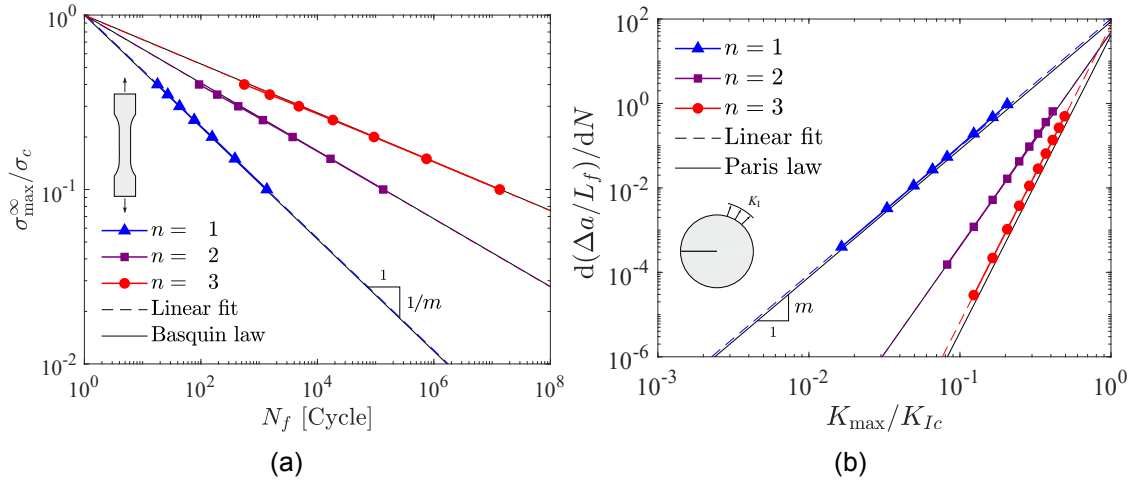 10^0
10^{-1}
10^{-2}
σ^∞_max/σ_c
n = 1
n = 2
n = 3
Linear fit
Basquin law
1
1/m
10^0 10^2 10^4 10^6 10^8
N_f [Cycle]
(a)
10^2
10^0
10^{-2}
10^{-4}
10^{-6}
d(Δa/L_f)/dN
n = 1
n = 2
n = 3
Linear fit
Paris law
K_I
m
1
10^{-3} 10^{-2} 10^{-1} 10^0
K_max/K_{Ic}
(b)